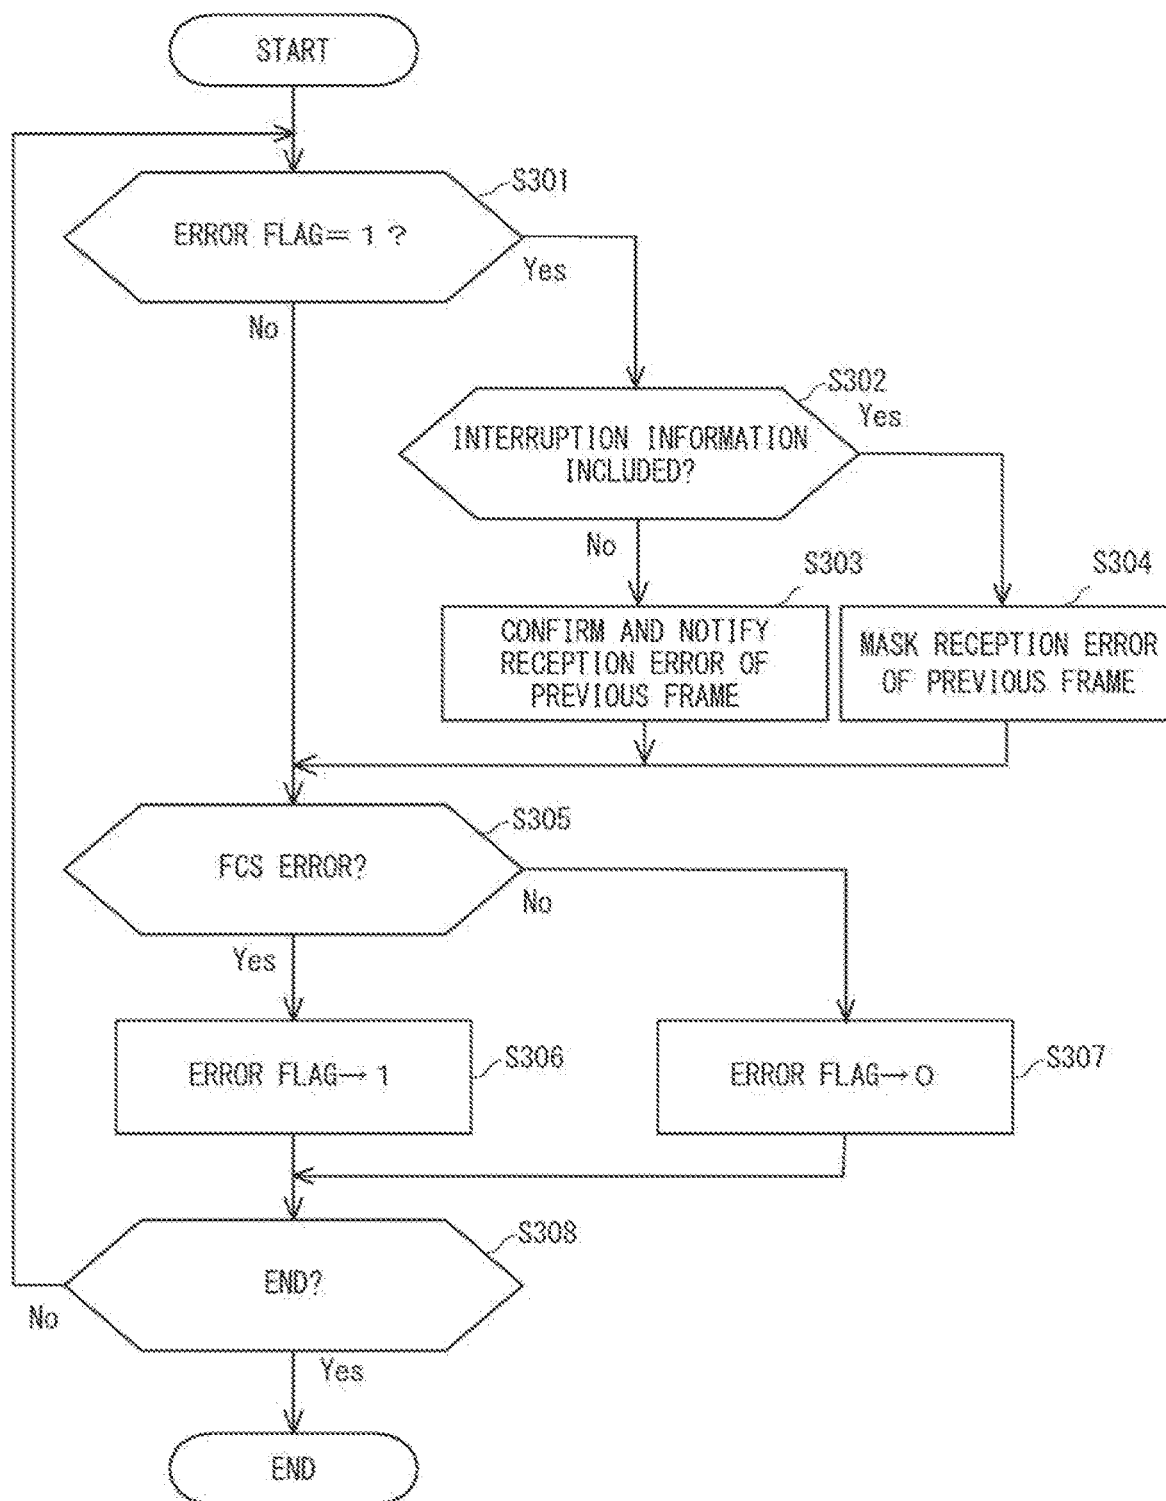 START
S301
ERROR FLAG=1?
Yes
No
S302
Yes
INTERRUPTION INFORMATION
INCLUDED?
No
S303
S304
CONFIRM AND NOTIFY
RECEPTION ERROR OF
PREVIOUS FRAME
MASK RECEPTION ERROR
OF PREVIOUS FRAME
S305
FCS ERROR?
No
Yes
S306
ERROR FLAG→1
S307
ERROR FLAG→0
S308
END?
No
Yes
END